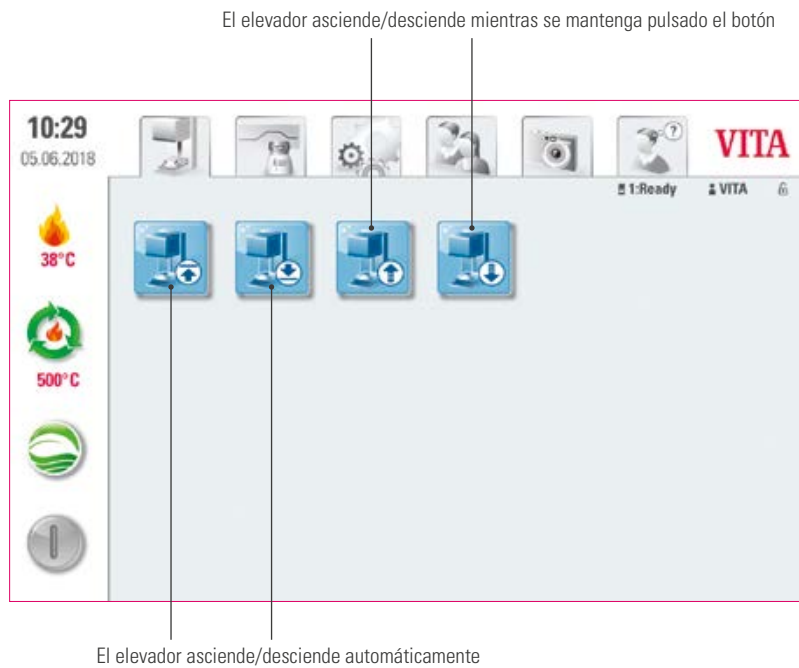 El elevador asciende/desciende mientras se mantenga pulsado el botón
10:29
05.06.2018
?
VITA
1:Ready
VITA
38°C
500°C
El elevador asciende/desciende automáticamente